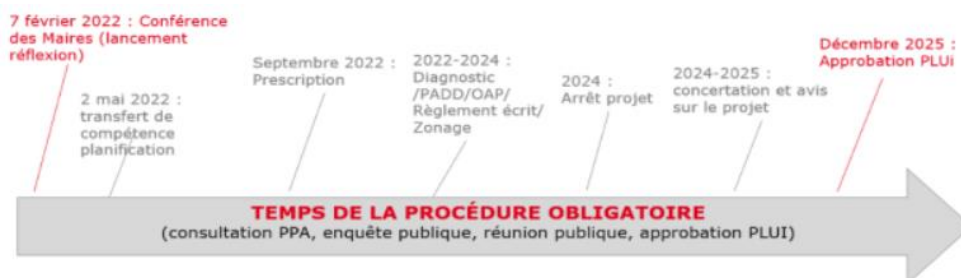 7 février 2022 : Conférence
des Maires (lancement
réflexion)
2 mai 2022 :
transfert de
compétence
planification
Septembre 2022 :
Prescription
2022-2024 :
Diagnostic
/PADD/OAP/
Règlement écrit/
Zonage
2024 :
Arrêt projet
2024-2025 :
concertation et avis
sur le projet
Décembre 2025 :
Approbation PLUi
TEMPS DE LA PROCÉDURE OBLIGATOIRE
(consultation PPA, enquête publique, réunion publique, approbation PLUI)